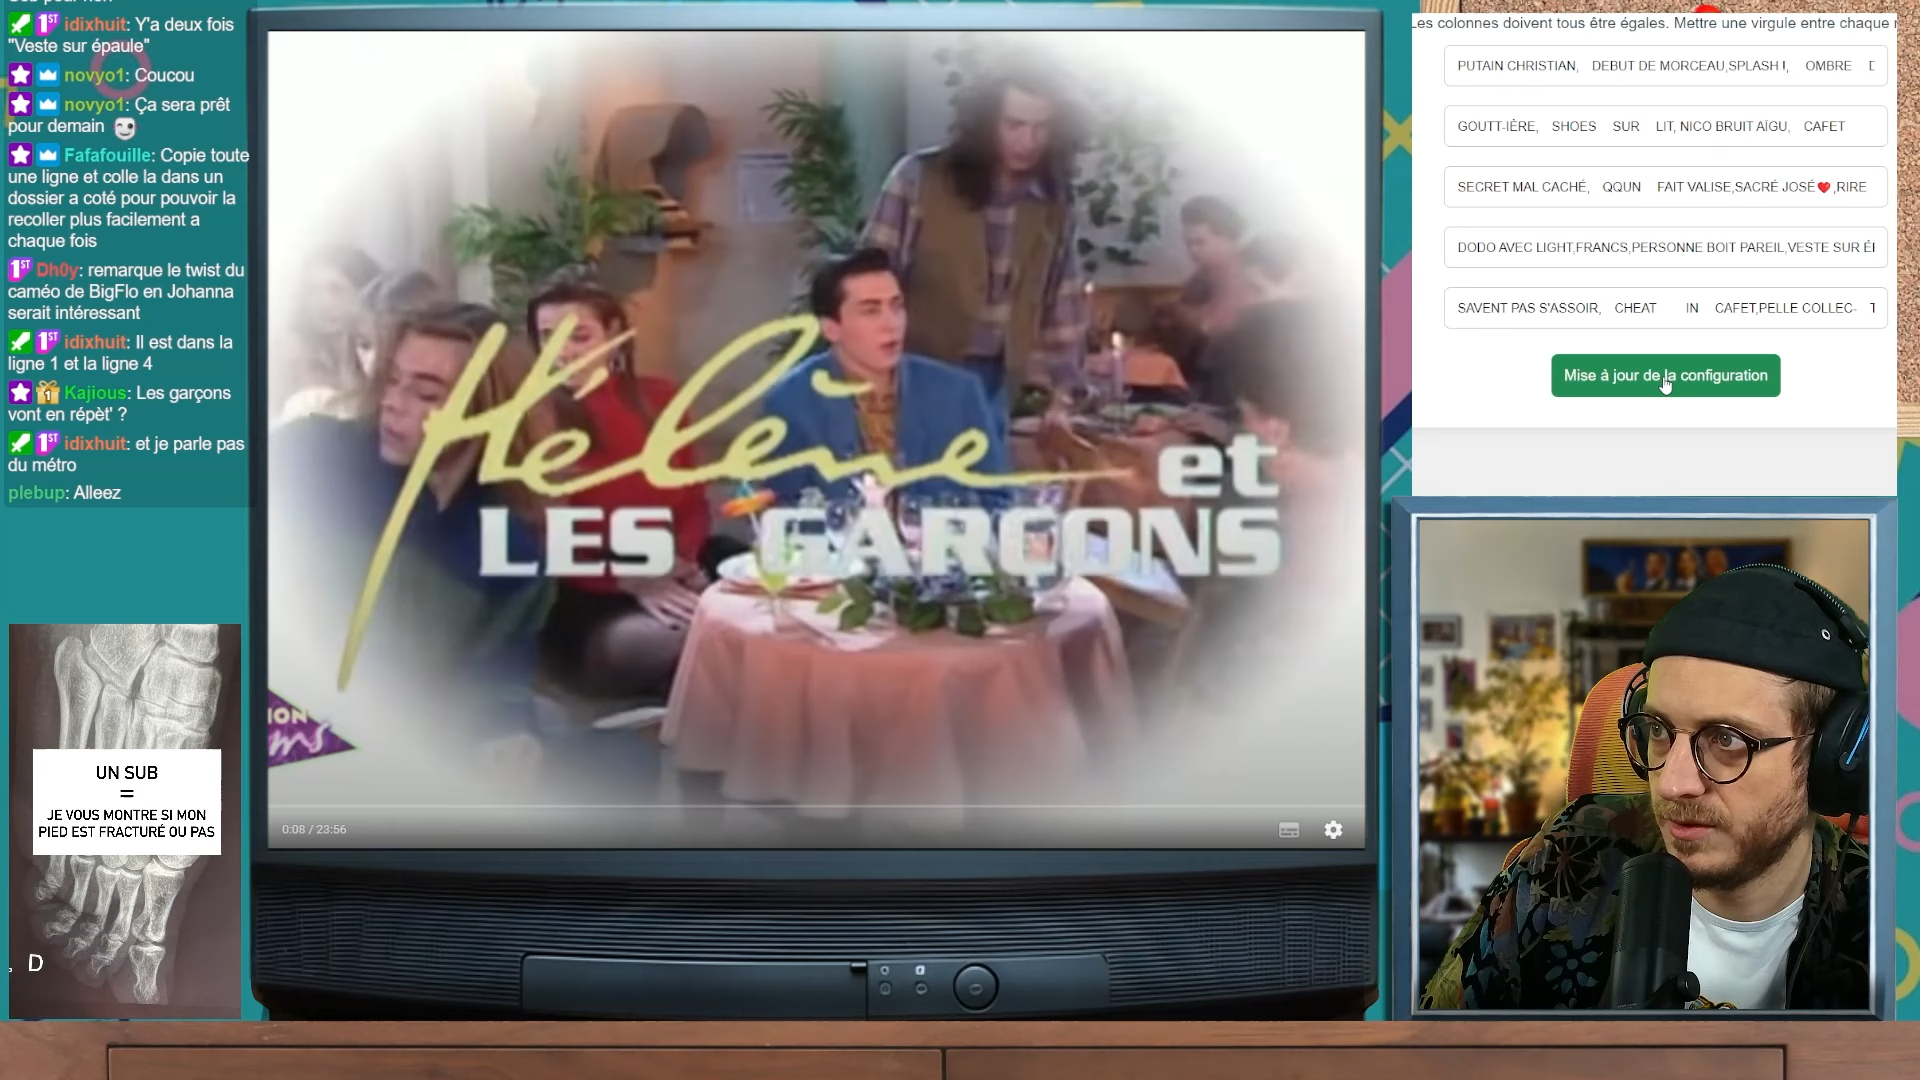 idixhuit: Y'a deux fois
"Veste sur épaule"
novyo1: Coucou
novyo1: Ça sera prêt
pour demain
Fafafouille: Copie toute
une ligne et colle la dans un
dossier a coté pour pouvoir la
recoller plus facilement a
chaque fois
Dh0y: remarque le twist du
caméo de BigFlo en Johanna
serait intéressant
idixhuit: Il est dans la
ligne 1 et la ligne 4
Kajious: Les garçons
vont en répèt' ?
idixhuit: et je parle pas
du métro
plebup: Alleez
UN SUB
=
JE VOUS MONTRE SI MON
PIED EST FRACTURÉ OU PAS
. D
Hélène et
LES GARÇONS
ION
ms
0:08 / 23:56
Les colonnes doivent tous être égales. Mettre une virgule entre chaque
PUTAIN CHRISTIAN, DEBUT DE MORCEAU,SPLASH !, OMBRE
GOUTT-IÈRE, SHOES SUR LIT, NICO BRUIT AÏGU, CAFET
SECRET MAL CACHÉ, QQUN FAIT VALISE,SACRÉ JOSÉ❤️,RIRE
DODO AVEC LIGHT,FRANCS,PERSONNE BOIT PAREIL,VESTE SUR
SAVENT PAS S'ASSOIR, CHEAT IN CAFET,PELLE COLLEC-
Mise à jour de la configuration